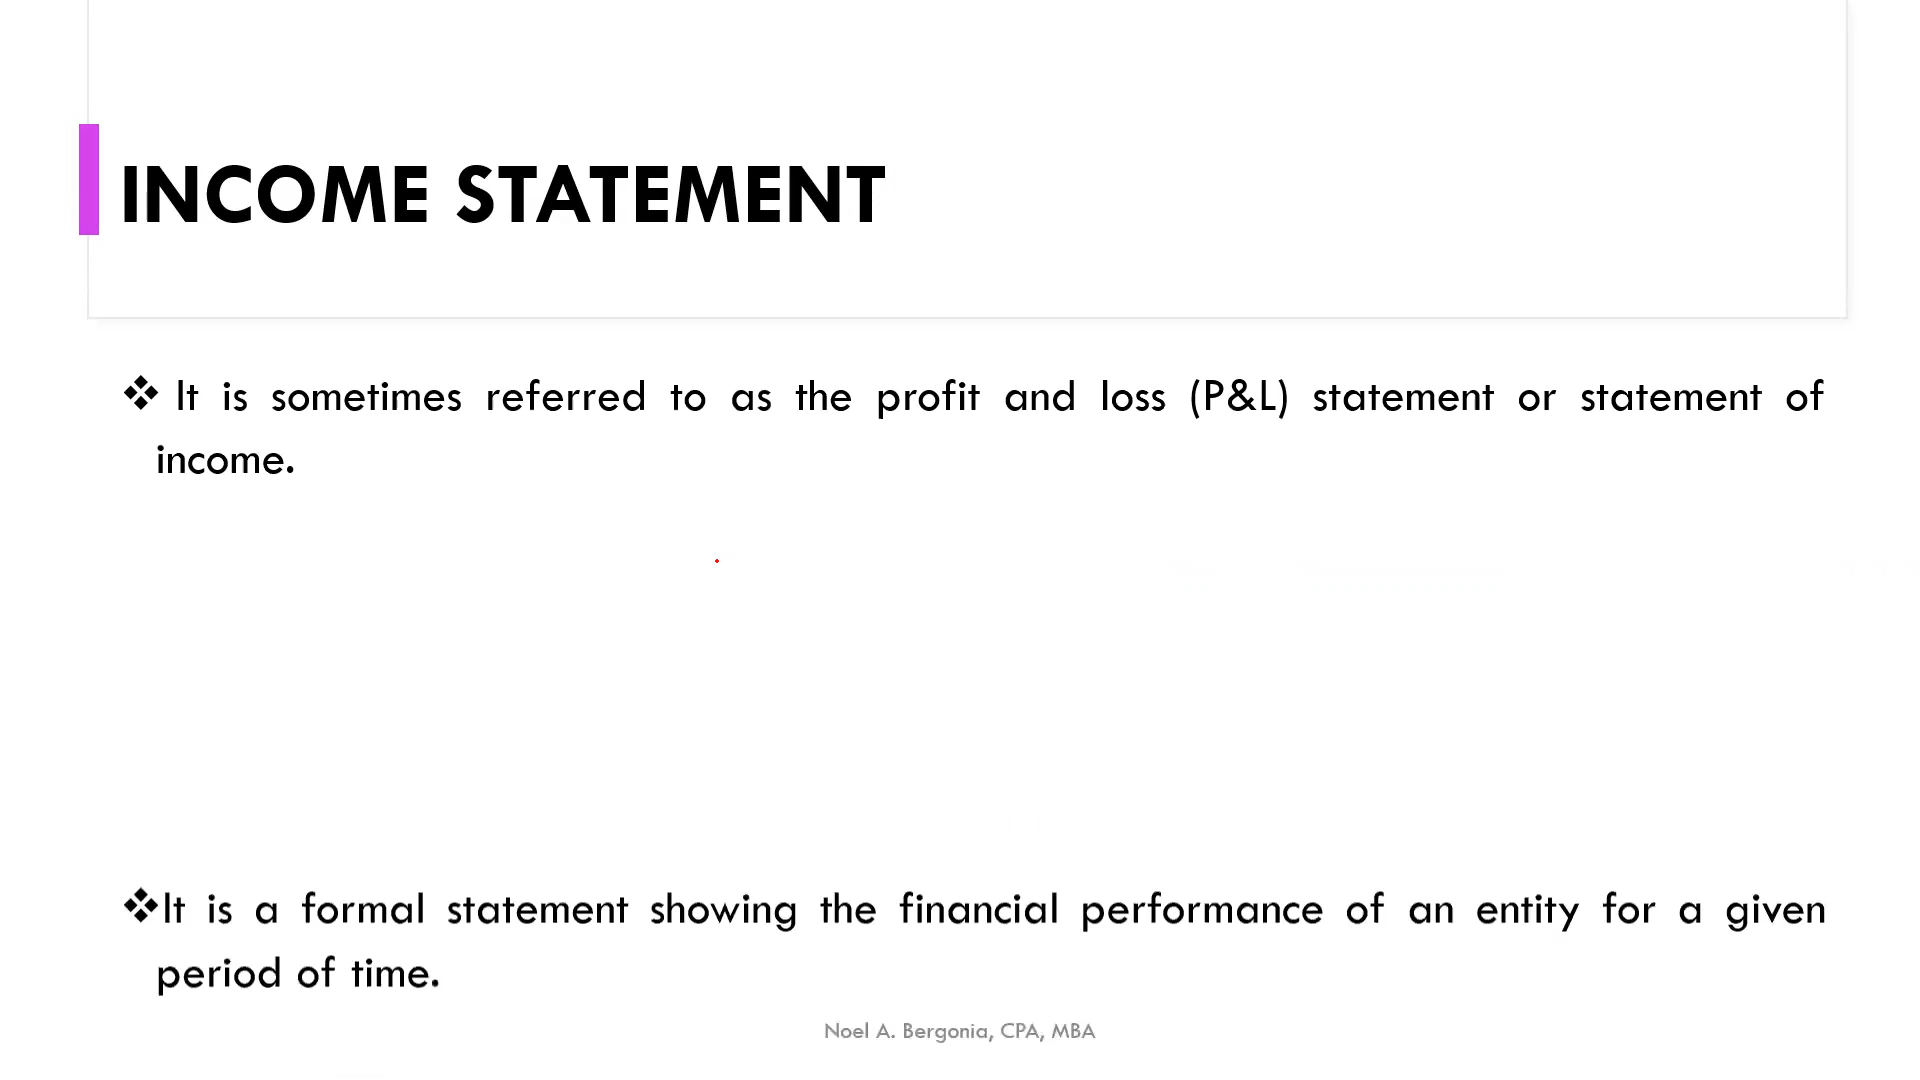 INCOME STATEMENT
❖ It is sometimes referred to as the profit and loss (P&L) statement or statement of
income.
❖It is a formal statement showing the financial performance of an entity for a given
period of time.
Noel A. Bergonia, CPA, MBA